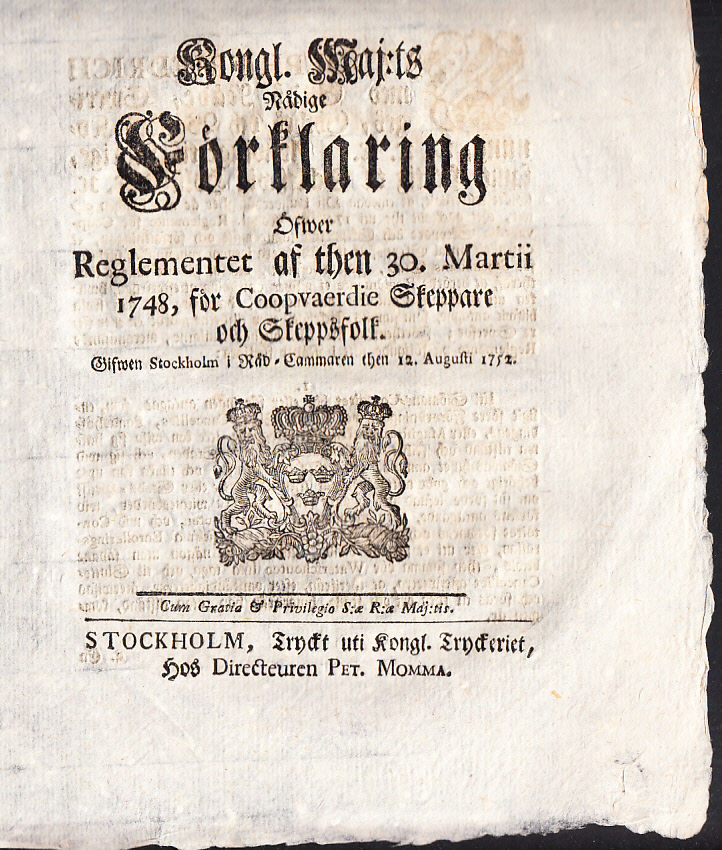 Kongl. Maj:ts
Nådige
Förklaring
Öfwer
Reglementet af then 30. Martii
1748, för Coopvaerdie Skeppare
och Skeppsfolk.
Gifwen Stockholm i Råd-Cammaren then 12. Augusti 1752.
Cum Gratia & Privilegio S:æ R:æ Maj:tis.
STOCKHOLM, Tryckt uti Kongl. Tryckeriet,
Hos Directeuren PET. MOMMA.